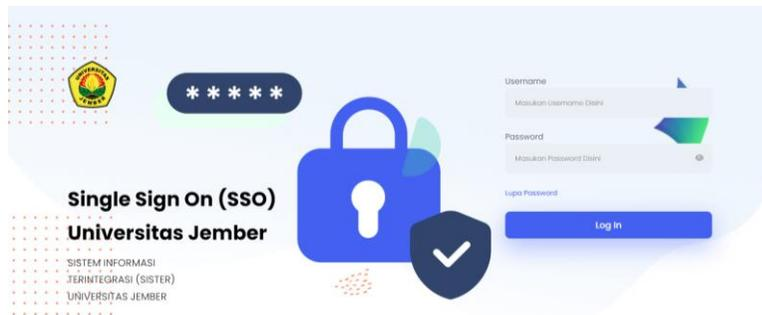 UNIVERSITAS
JEMBER
* * * * *
Single Sign On (SSO)
Universitas Jember
SISTEM INFORMASI
TERINTEGRASI (SISTER)
UNIVERSITAS JEMBER
Username
Masukan Username Disini
Password
Masukan Password Disini
Lupa Password
Log In